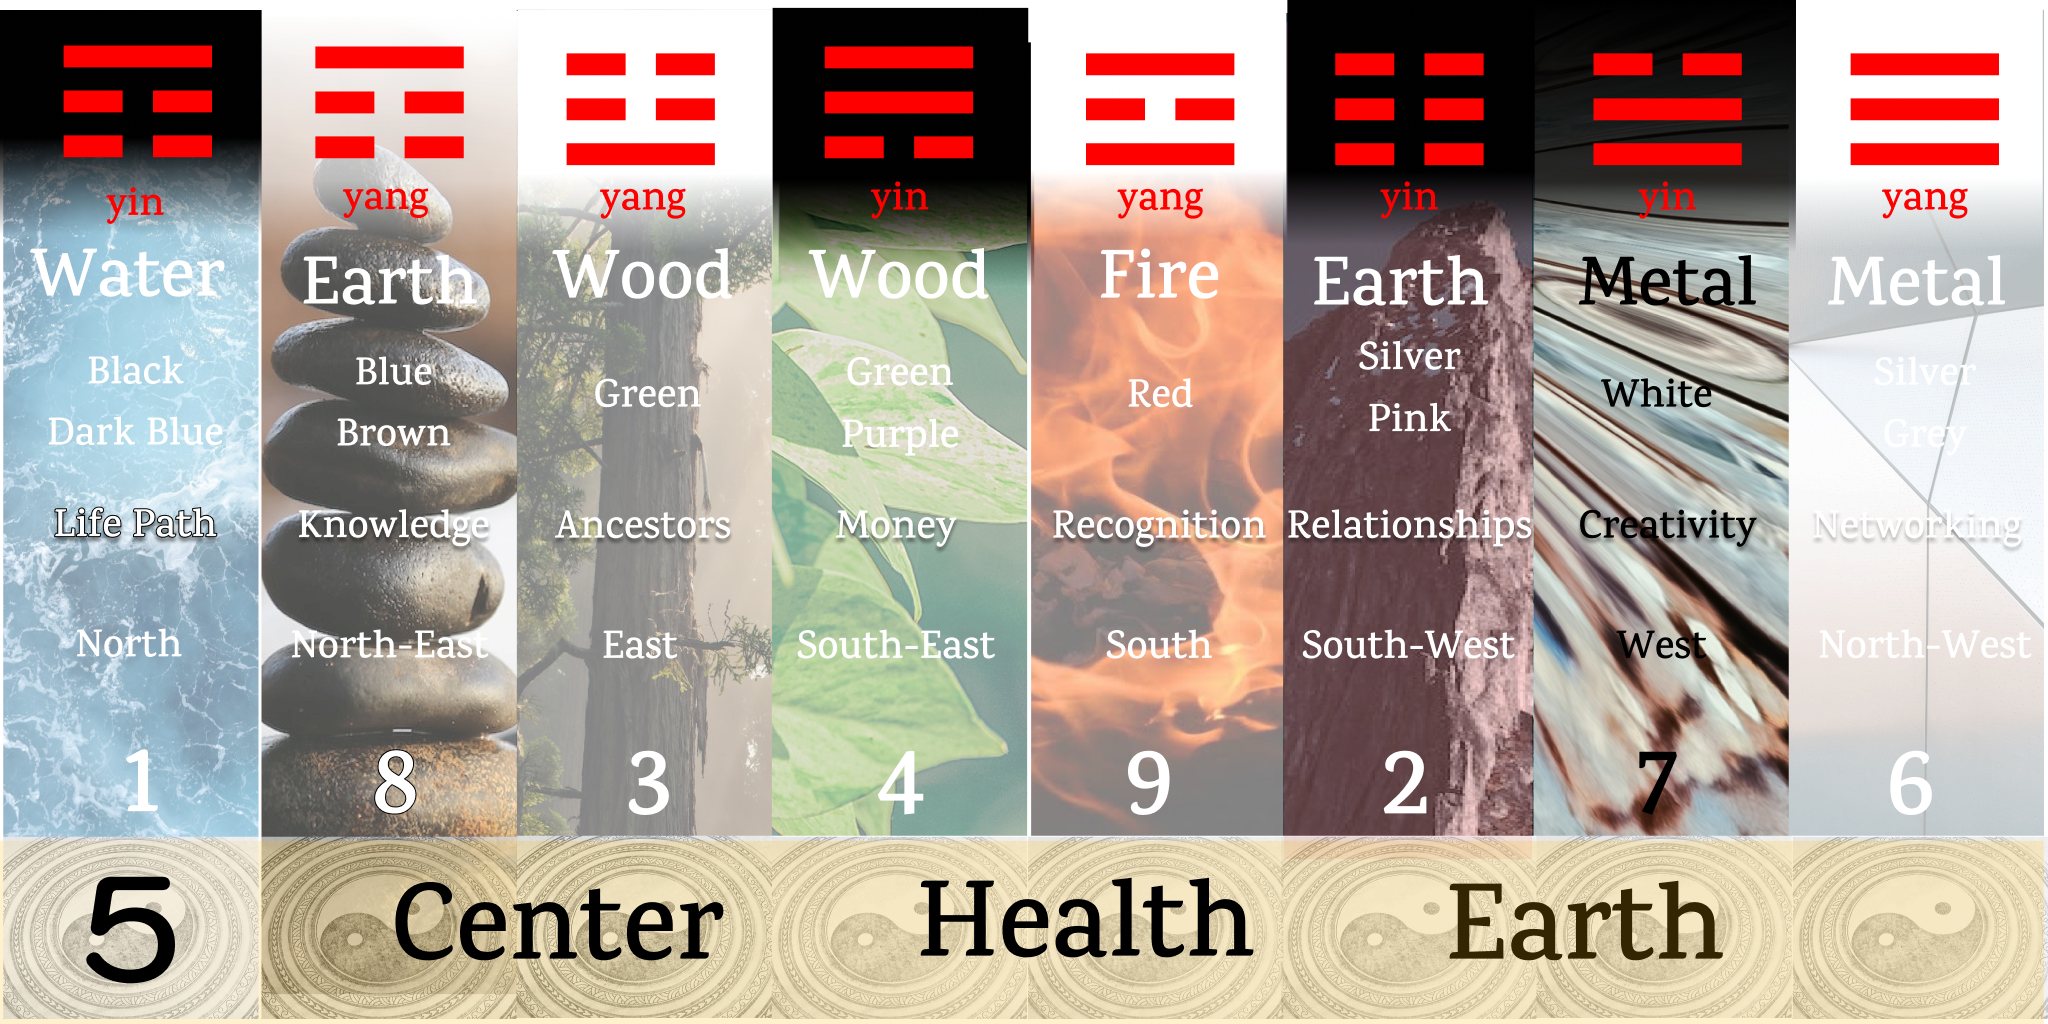 yin
Water
Black
Dark Blue
Life Path
North
1
yang
Earth
Blue
Brown
Knowledge
North-East
8
yang
Wood
Green
Ancestors
East
3
yin
Wood
Green
Purple
Money
South-East
4
yang
Fire
Red
Recognition
South
9
yin
Earth
Silver
Pink
Relationships
South-West
2
yin
Metal
White
Creativity
West
7
yang
Metal
Silver
Grey
Networking
North-West
6
5 Center Health Earth